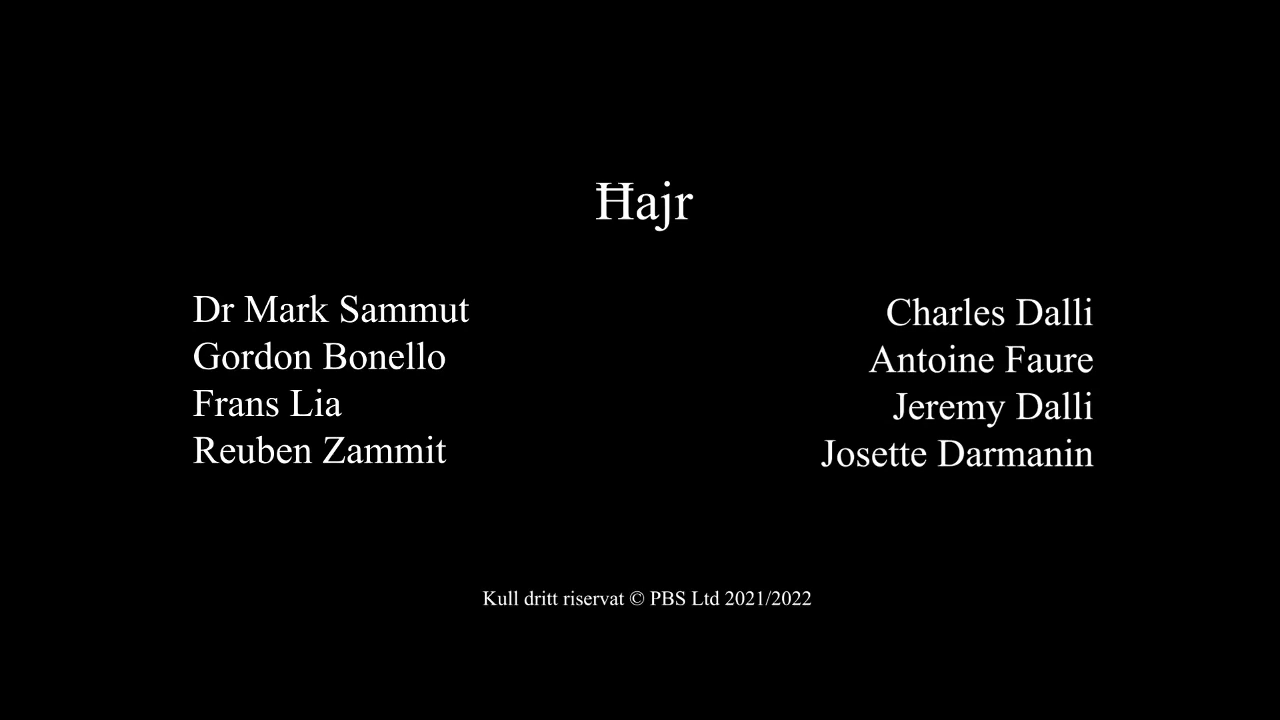 Ħajr
Dr Mark Sammut
Gordon Bonello
Frans Lia
Reuben Zammit
Charles Dalli
Antoine Faure
Jeremy Dalli
Josette Darmanin
Kull dritt riservat © PBS Ltd 2021/2022